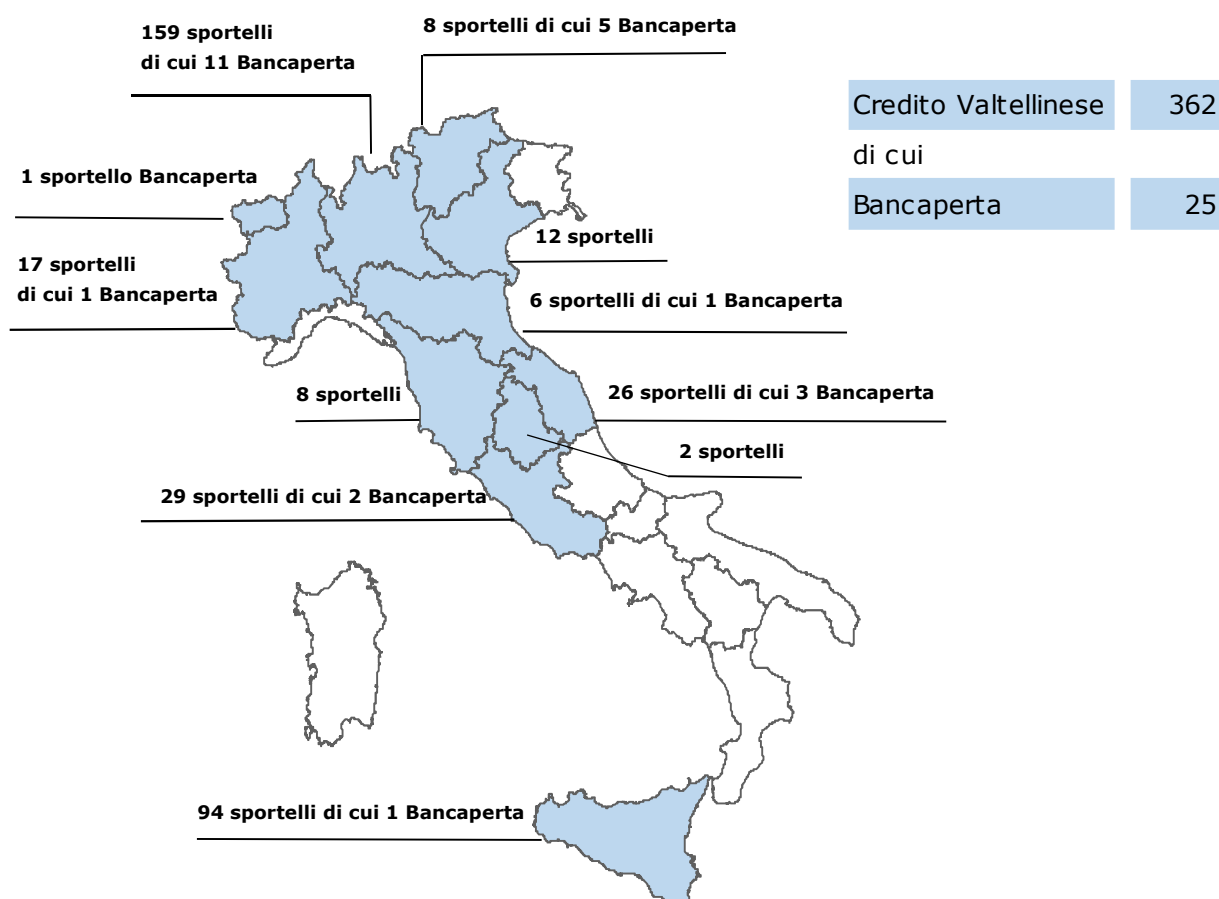 159 sportelli
di cui 11 Bancaperta
8 sportelli di cui 5 Bancaperta
Credito Valtellinese 362
di cui
Bancaperta 25
1 sportello Bancaperta
12 sportelli
17 sportelli
di cui 1 Bancaperta
6 sportelli di cui 1 Bancaperta
8 sportelli
26 sportelli di cui 3 Bancaperta
2 sportelli
29 sportelli di cui 2 Bancaperta
94 sportelli di cui 1 Bancaperta